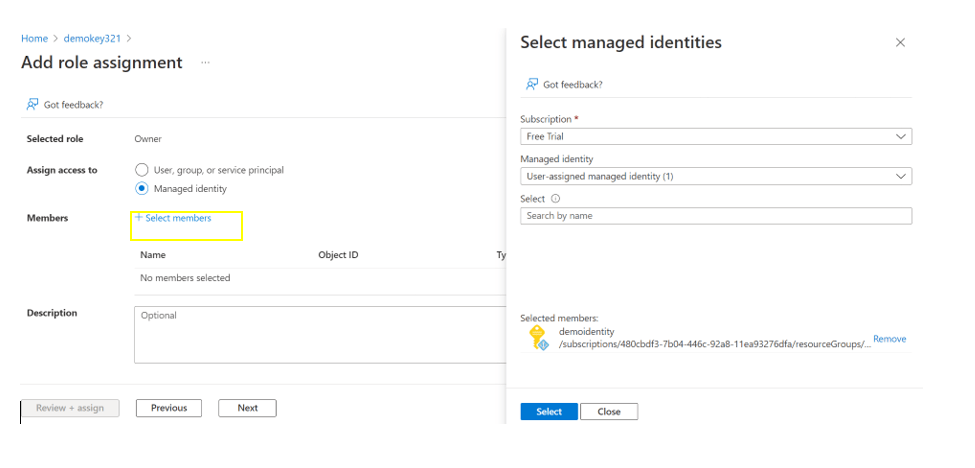 Home > demokey321 >
Add role assignment ...
Got feedback?
Selected role Owner
Assign access to User, group, or service principal
Managed identity
Members + Select members
Name Object ID Ty
No members selected
Description Optional
Review + assign Previous Next
Select managed identities
Got feedback?
Subscription *
Free Trial
Managed identity
User-assigned managed identity (1)
Select
Search by name
Selected members:
demoidentity
/subscriptions/480cbdf3-7b04-446c-92a8-11ea93276dfa/resourceGroups/... Remove
Select Close